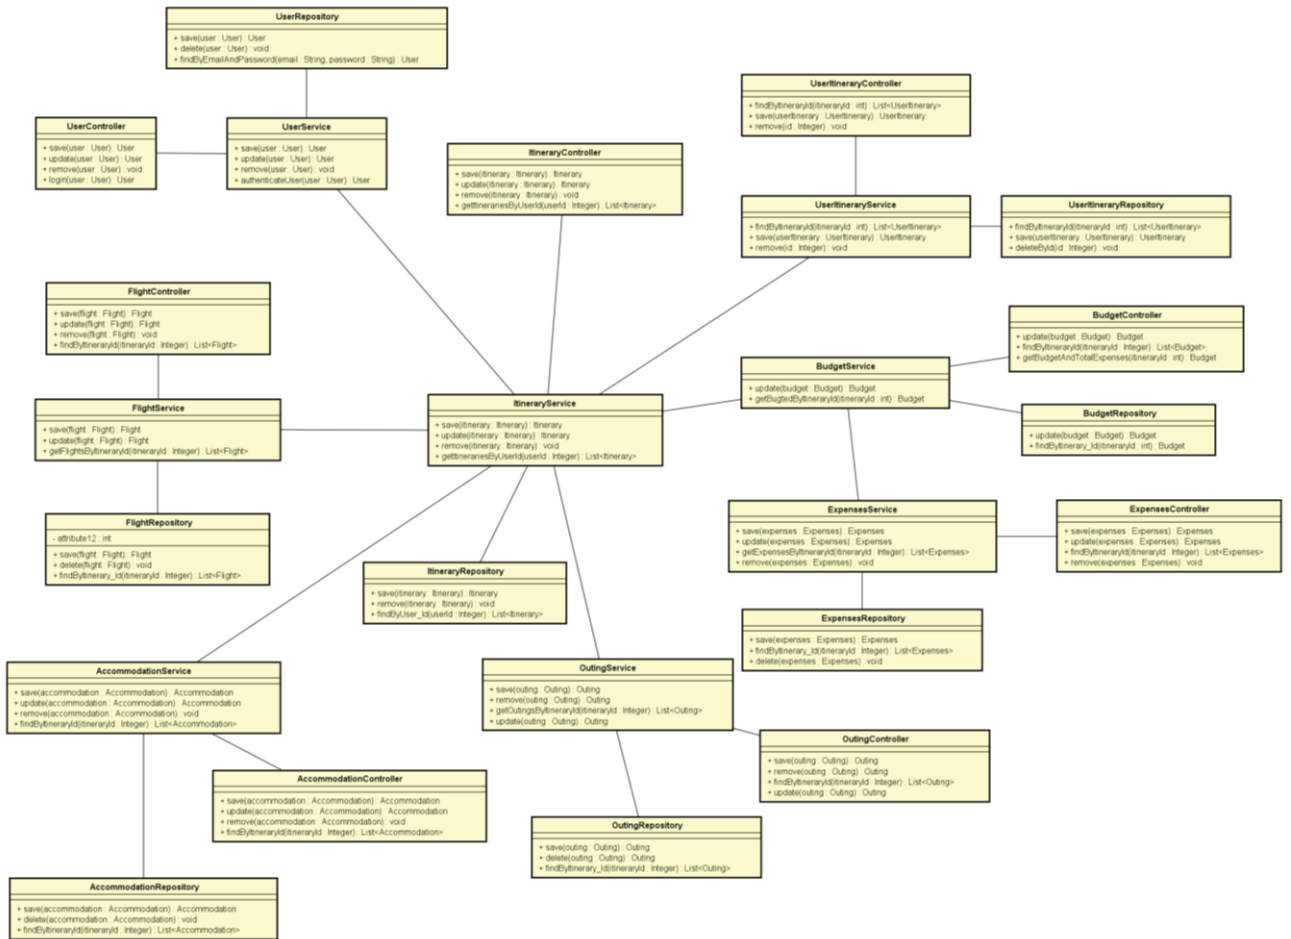 UserRepository
+ save(user : User) : User
+ delete(user : User) : void
+ findByEmailAndPassword(email : String, password : String) : User
UserController
+ save(user : User) : User
+ update(user : User) : User
+ remove(user : User) : void
+ login(user : User) : User
UserService
+ save(user : User) : User
+ update(user : User) : User
+ remove(user : User) : void
+ authenticateUser(user : User) : User
ItineraryController
+ save(itinerary : Itinerary) : Itinerary
+ update(itinerary : Itinerary) : Itinerary
+ remove(itinerary : Itinerary) : void
+ getItinerariesByUserId(userId : Integer) : List<Itinerary>
UserItineraryController
+ findByItineraryId(itineraryId : int) : List<UserItinerary>
+ save(userItinerary : UserItinerary) : UserItinerary
+ remove(id : Integer) : void
UserItineraryService
+ findByItineraryId(itineraryId : int) : List<UserItinerary>
+ save(userItinerary : UserItinerary) : UserItinerary
+ remove(id : Integer) : void
UserItineraryRepository
+ findByItineraryId(itineraryId : int) : List<UserItinerary>
+ save(userItinerary : UserItinerary) : UserItinerary
+ deleteById(id : Integer) : void
FlightController
+ save(flight : Flight) : Flight
+ update(flight : Flight) : Flight
+ remove(flight : Flight) : void
+ findByItineraryId(itineraryId : Integer) : List<Flight>
BudgetController
+ update(budget : Budget) : Budget
+ findByItineraryId(itineraryId : Integer) : List<Budget>
+ getBudgetAndTotalExpenses(itineraryId : int) : Budget
BudgetService
+ update(budget : Budget) : Budget
+ getBugtedByItineraryId(itineraryId : int) : Budget
BudgetRepository
+ update(budget : Budget) : Budget
+ findByItinerary_Id(itineraryId : int) : Budget
FlightService
+ save(flight : Flight) : Flight
+ update(flight : Flight) : Flight
+ getFlightsByItineraryId(itineraryId : Integer) : List<Flight>
ItineraryService
+ save(itinerary : Itinerary) : Itinerary
+ update(itinerary : Itinerary) : Itinerary
+ remove(itinerary : Itinerary) : void
+ getItinerariesByUserId(userId : Integer) : List<Itinerary>
FlightRepository
- attribute12 : int
+ save(flight : Flight) : Flight
+ delete(flight : Flight) : void
+ findByItinerary_Id(itineraryId : Integer) : List<Flight>
ExpensesService
+ save(expenses : Expenses) : Expenses
+ update(expenses : Expenses) : Expenses
+ getExpensesByItineraryId(itineraryId : Integer) : List<Expenses>
+ remove(expenses : Expenses) : void
ExpensesController
+ save(expenses : Expenses) : Expenses
+ update(expenses : Expenses) : Expenses
+ findByItineraryId(itineraryId : Integer) : List<Expenses>
+ remove(expenses : Expenses) : void
ItineraryRepository
+ save(itinerary : Itinerary) : Itinerary
+ remove(itinerary : Itinerary) : void
+ findByUser_Id(userId : Integer) : List<Itinerary>
ExpensesRepository
+ save(expenses : Expenses) : Expenses
+ findByItinerary_Id(itineraryId : Integer) : List<Expenses>
+ delete(expenses : Expenses) : void
AccommodationService
+ save(accommodation : Accommodation) : Accommodation
+ update(accommodation : Accommodation) : Accommodation
+ remove(accommodation : Accommodation) : void
+ findByItineraryId(itineraryId : Integer) : List<Accommodation>
OutingService
+ save(outing : Outing) : Outing
+ remove(outing : Outing) : Outing
+ getOutingsByItineraryId(itineraryId : Integer) : List<Outing>
+ update(outing : Outing) : Outing
OutingController
+ save(outing : Outing) : Outing
+ remove(outing : Outing) : Outing
+ findByItineraryId(itineraryId : Integer) : List<Outing>
+ update(outing : Outing) : Outing
AccommodationController
+ save(accommodation : Accommodation) : Accommodation
+ update(accommodation : Accommodation) : Accommodation
+ remove(accommodation : Accommodation) : void
+ findByItineraryId(itineraryId : Integer) : List<Accommodation>
OutingRepository
+ save(outing : Outing) : Outing
+ delete(outing : Outing) : Outing
+ findByItinerary_Id(itineraryId : Integer) : List<Outing>
AccommodationRepository
+ save(accommodation : Accommodation) : Accommodation
+ delete(accommodation : Accommodation) : void
+ findByItineraryId(itineraryId : Integer) : List<Accommodation>